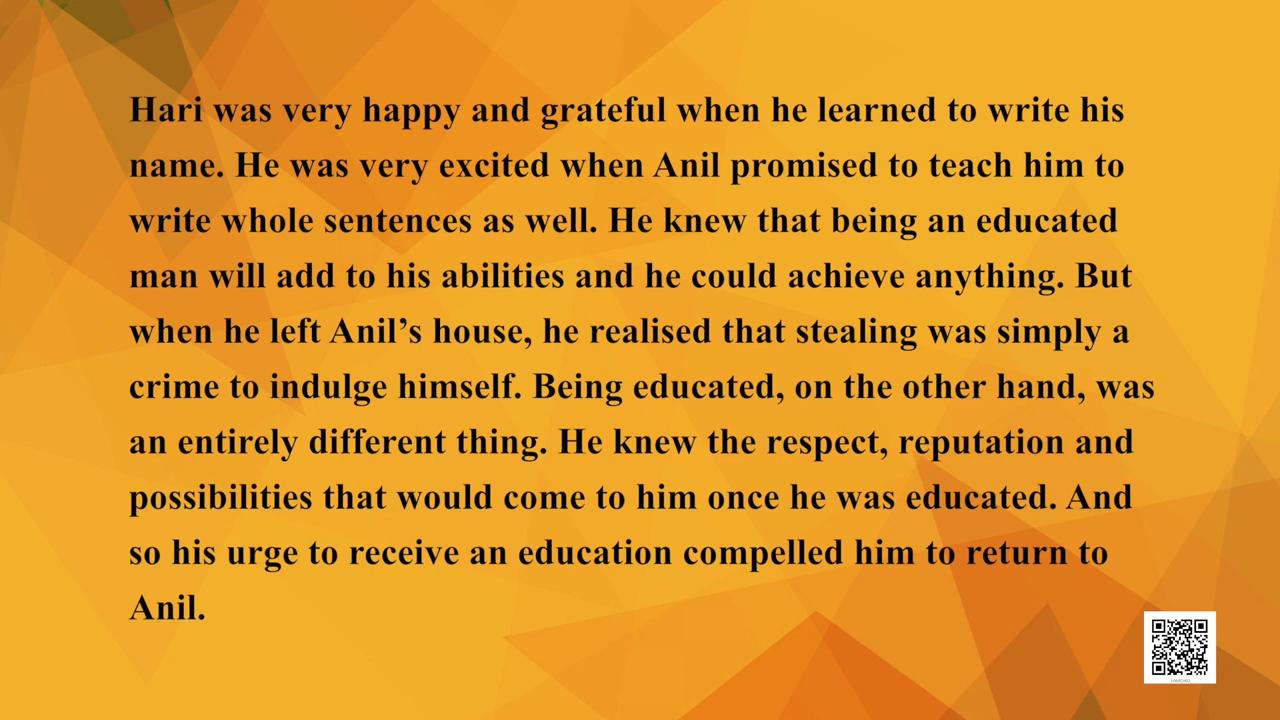 Hari was very happy and grateful when he learned to write his
name. He was very excited when Anil promised to teach him to
write whole sentences as well. He knew that being an educated
man will add to his abilities and he could achieve anything. But
when he left Anil’s house, he realised that stealing was simply a
crime to indulge himself. Being educated, on the other hand, was
an entirely different thing. He knew the respect, reputation and
possibilities that would come to him once he was educated. And
so his urge to receive an education compelled him to return to
Anil.